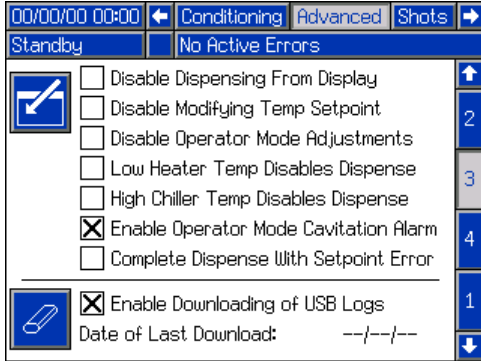 00/00/00 00:00 Conditioning Advanced Shots
Standby No Active Errors
Disable Dispensing From Display
Disable Modifying Temp Setpoint
2
Disable Operator Mode Adjustments
Low Heater Temp Disables Dispense
3
High Chiller Temp Disables Dispense
Enable Operator Mode Cavitation Alarm
4
Complete Dispense With Setpoint Error
Enable Downloading of USB Logs
1
Date of Last Download: --/--/--